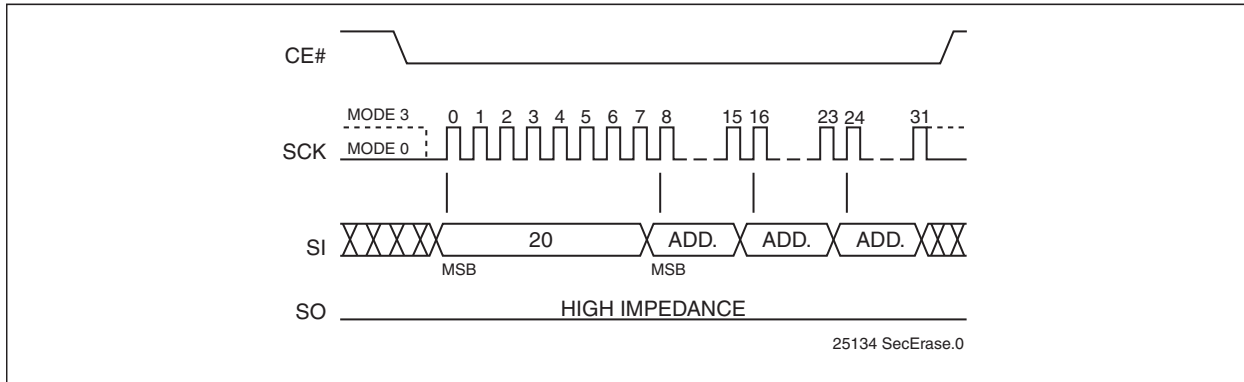 CE#
MODE 3
0 1 2 3 4 5 6 7 8 15 16 23 24 31
SCK
MODE 0
SI
20
ADD.
ADD.
ADD.
MSB
MSB
SO
HIGH IMPEDANCE
25134 SecErase.0